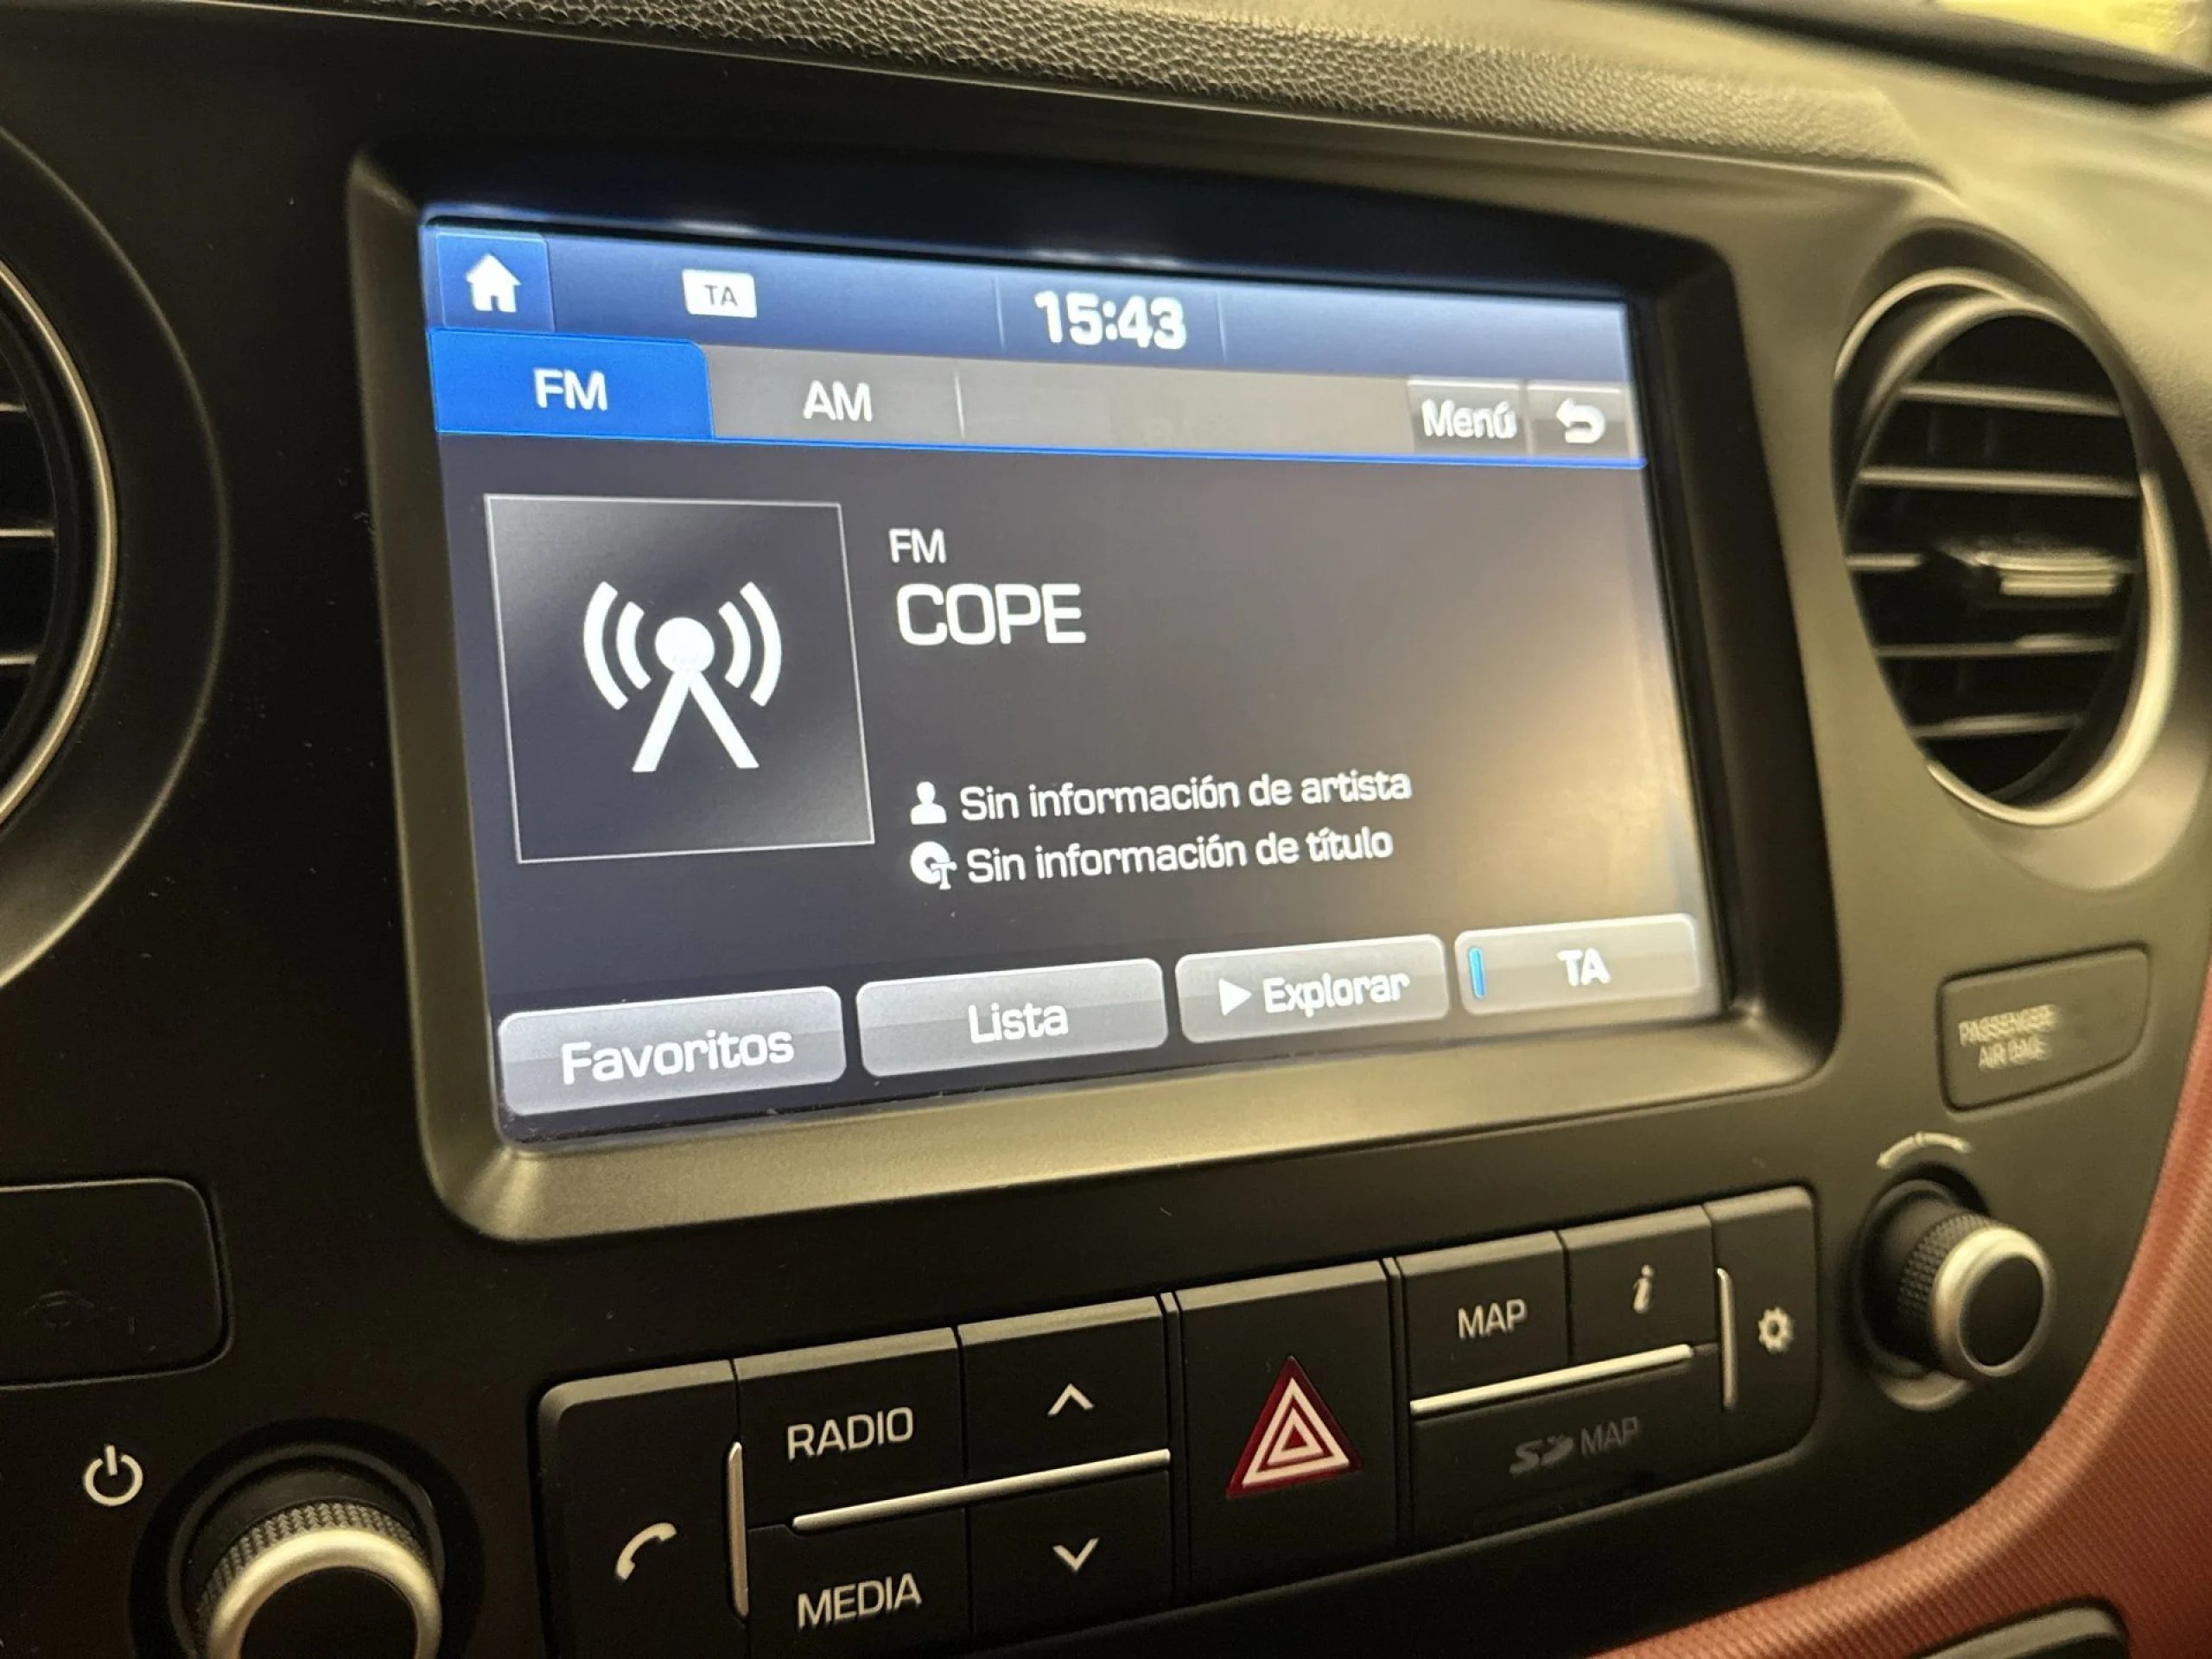 TA
15:43
FM
AM
Menú
FM
COPE
Sin información de artista
Sin información de título
Favoritos
Lista
Explorar
TA
PASSENGER
AIR BAG
RADIO
MEDIA
MAP
i
SD MAP